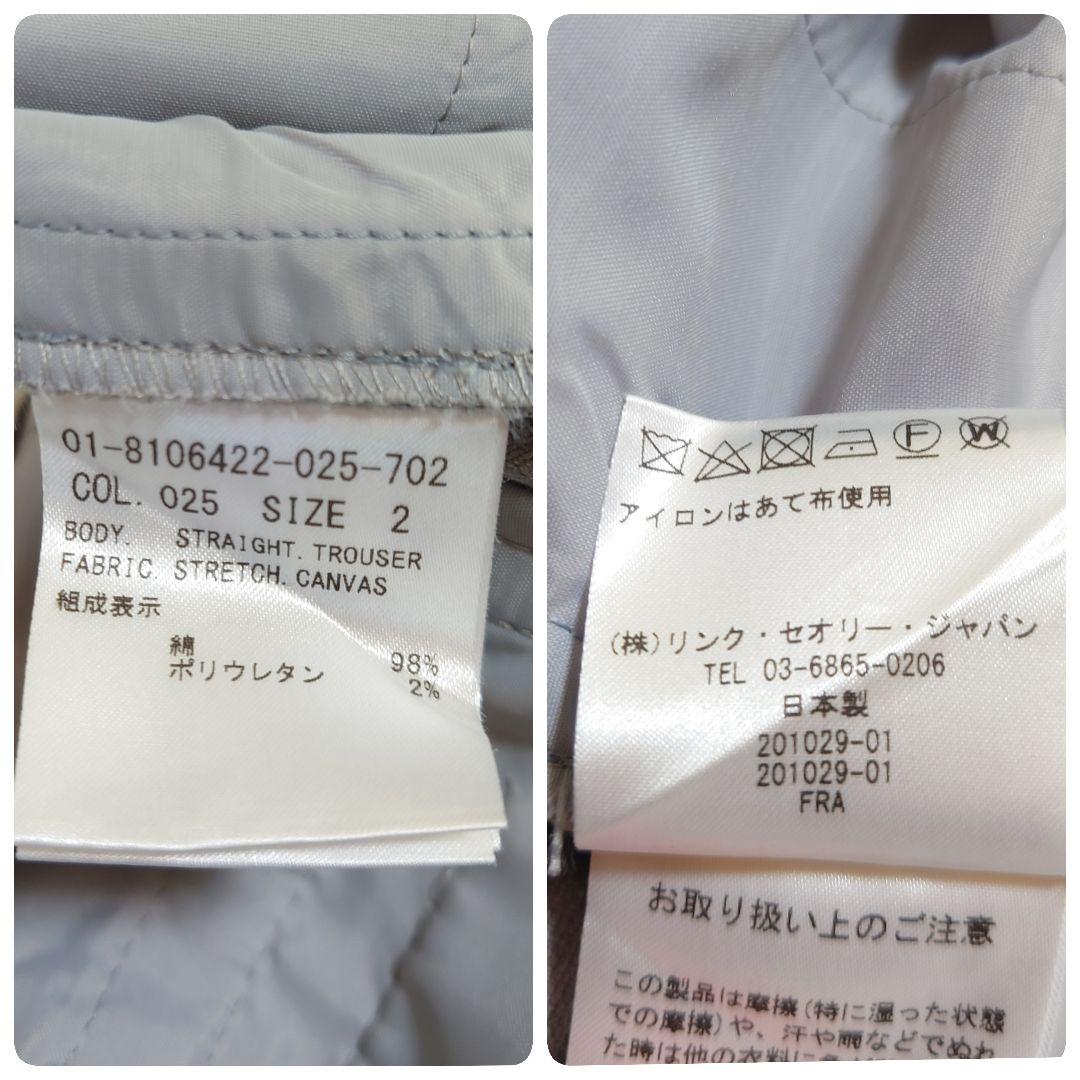 01-8106422-025-702
COL. 025 SIZE 2
BODY. STRAIGHT. TROUSER
FABRIC. STRETCH. CANVAS
組成表示
綿 98%
ポリウレタン 2%
F W
アイロンはあて布使用
(株)リンク・セオリー・ジャパン
TEL 03-6865-0206
日本製
201029-01
201029-01
FRA
お取り扱い上のご注意
この製品は摩擦(特に湿った状態
での摩擦)や、汗や雨などでぬれ
た時は他の衣料に